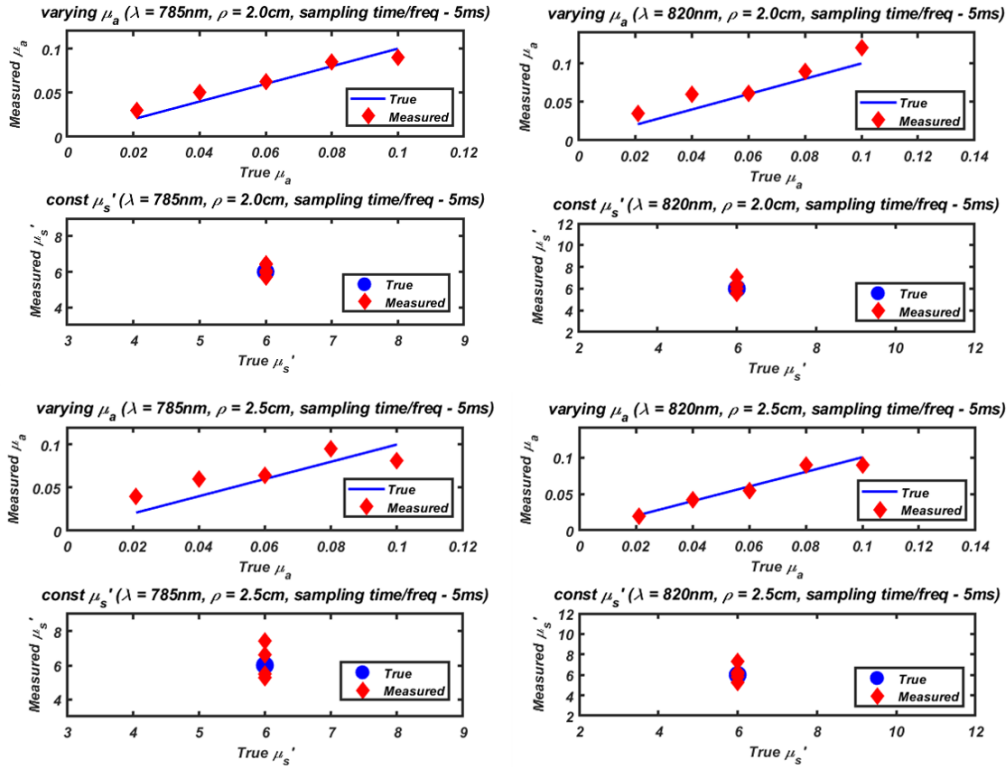 varying μa (λ = 785nm, ρ = 2.0cm, sampling time/freq - 5ms)
Measured μa
0.1
0.05
0
True
Measured
0 0.02 0.04 0.06 0.08 0.1 0.12
True μa
varying μa (λ = 820nm, ρ = 2.0cm, sampling time/freq - 5ms)
Measured μa
0.1
0.05
0
True
Measured
0 0.02 0.04 0.06 0.08 0.1 0.12 0.14
True μa
const μs' (λ = 785nm, ρ = 2.0cm, sampling time/freq - 5ms)
Measured μs'
8
6
4
True
Measured
3 4 5 6 7 8 9
True μs'
const μs' (λ = 820nm, ρ = 2.0cm, sampling time/freq - 5ms)
Measured μs'
12
10
8
6
4
2
True
Measured
2 4 6 8 10 12
True μs'
varying μa (λ = 785nm, ρ = 2.5cm, sampling time/freq - 5ms)
Measured μa
0.1
0.05
0
True
Measured
0 0.02 0.04 0.06 0.08 0.1 0.12
True μa
varying μa (λ = 820nm, ρ = 2.5cm, sampling time/freq - 5ms)
Measured μa
0.1
0.05
0
True
Measured
0 0.02 0.04 0.06 0.08 0.1 0.12 0.14
True μa
const μs' (λ = 785nm, ρ = 2.5cm, sampling time/freq - 5ms)
Measured μs'
8
6
4
True
Measured
3 4 5 6 7 8 9
True μs'
const μs' (λ = 820nm, ρ = 2.5cm, sampling time/freq - 5ms)
Measured μs'
12
10
8
6
4
2
True
Measured
2 4 6 8 10 12
True μs'